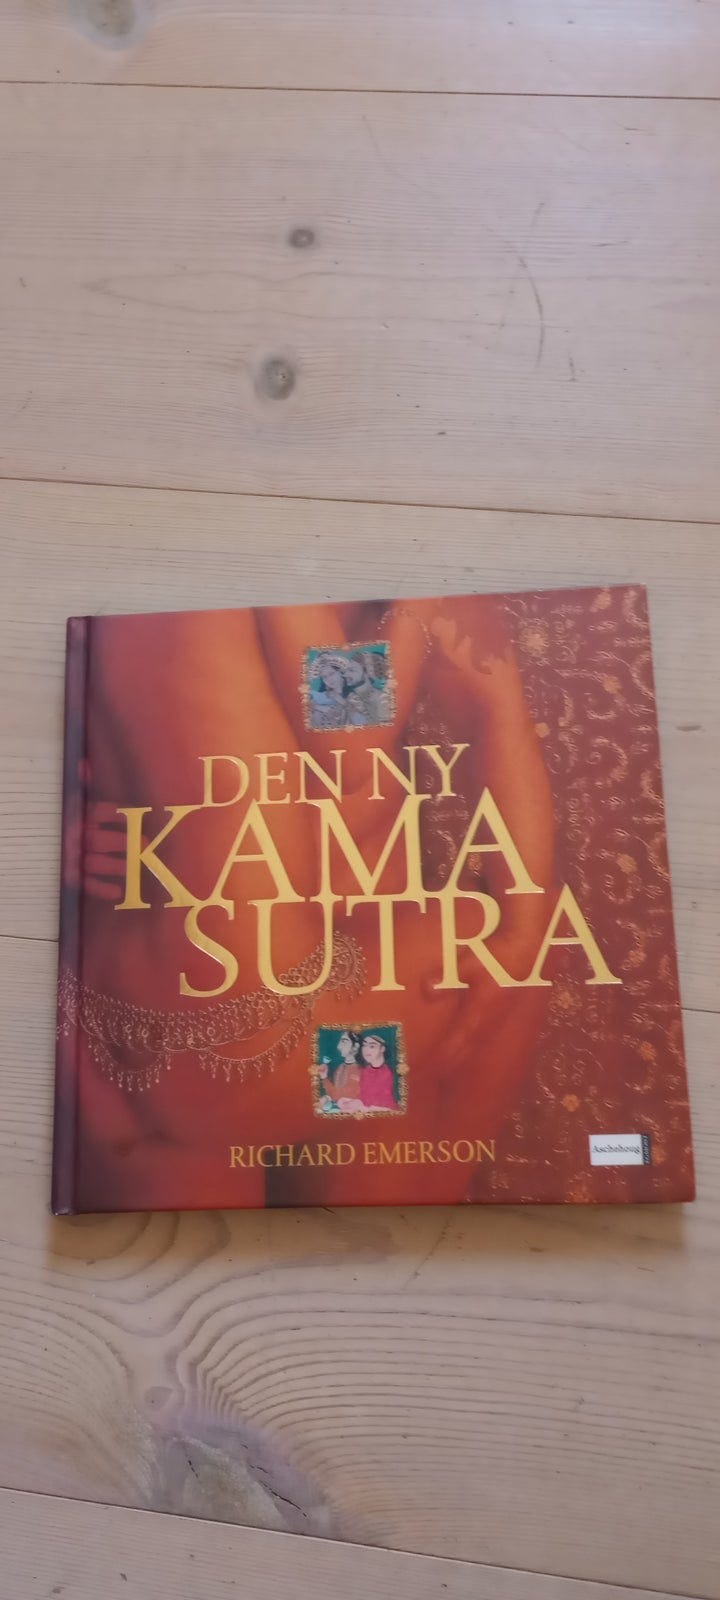 DEN NY
KAMA
SUTRA
RICHARD EMERSON
Aschehoug